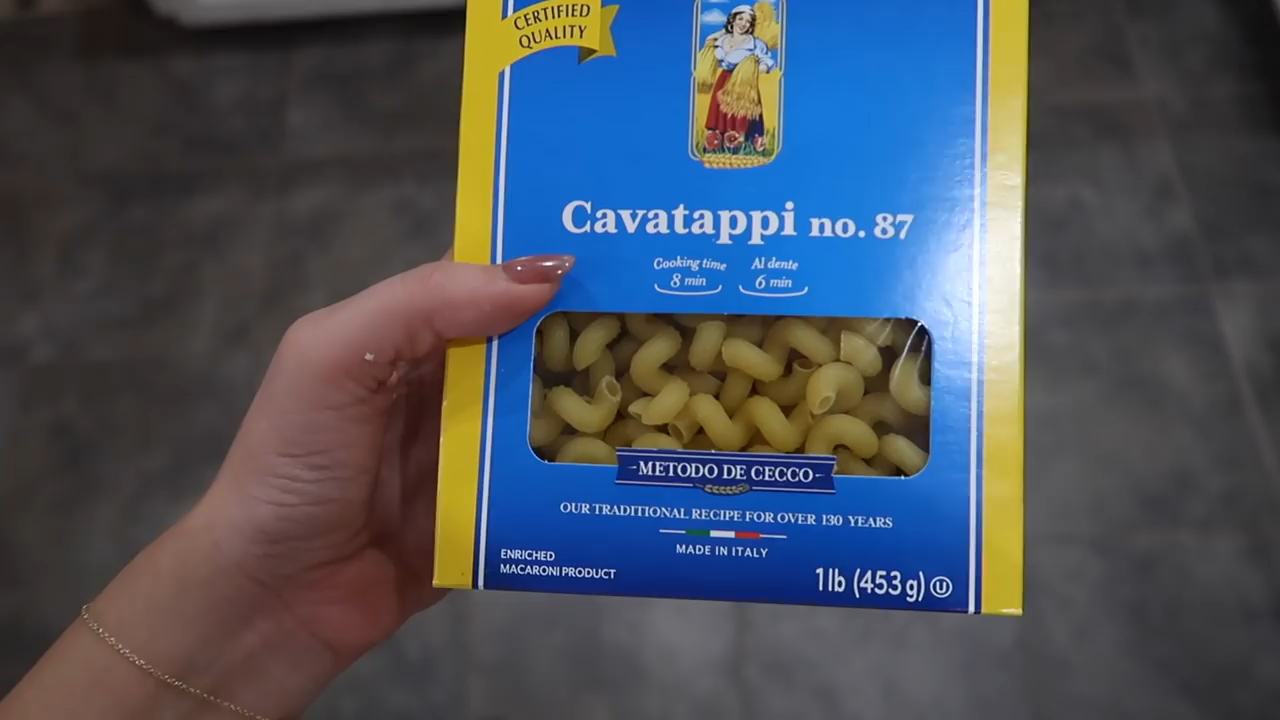 CERTIFIED
QUALITY
Cavatappi no. 87
Cooking time
8 min
Al dente
6 min
METODO DE CECCO
OUR TRADITIONAL RECIPE FOR OVER 130 YEARS
MADE IN ITALY
ENRICHED
MACARONI PRODUCT
1 lb (453 g) U